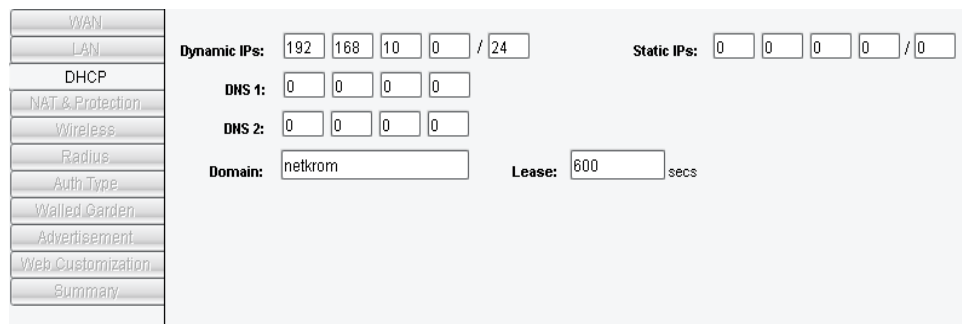 WAN
LAN
DHCP
NAT & Protection
Wireless
Radius
Auth Type
Walled Garden
Advertisement
Web Customization
Summary
Dynamic IPs: 192 168 10 0 / 24 Static IPs: 0 0 0 0 / 0
DNS 1: 0 0 0 0
DNS 2: 0 0 0 0
Domain: netkrom Lease: 600 secs